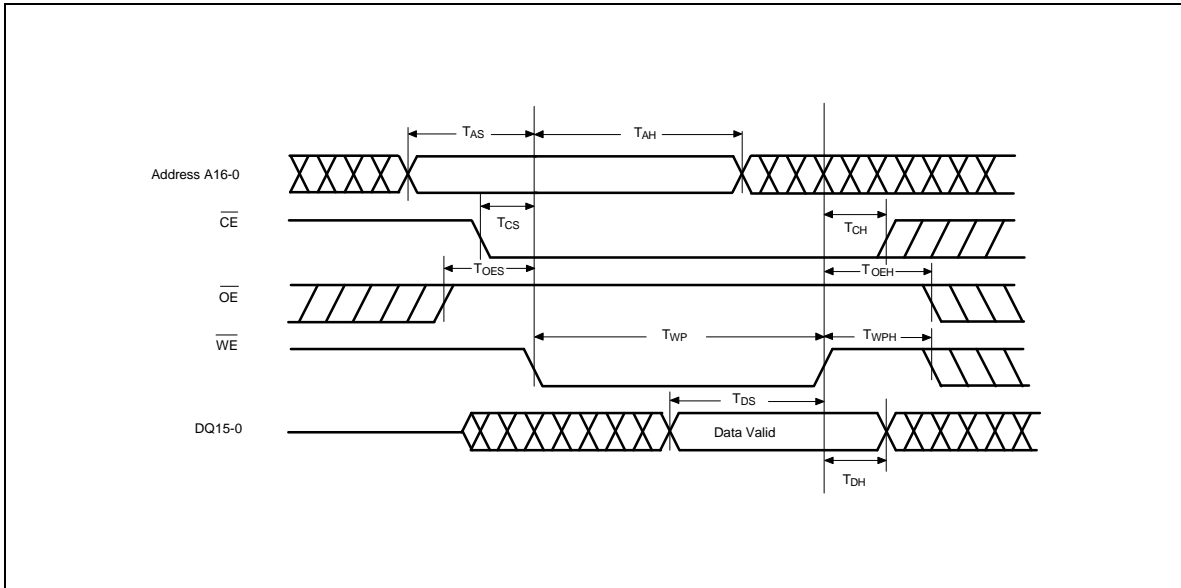 TAS
TAH
Address A16-0
CE
TCS
TCH
TOES
TOEH
OE
TWP
TWPH
WE
TDS
DQ15-0
Data Valid
TDH